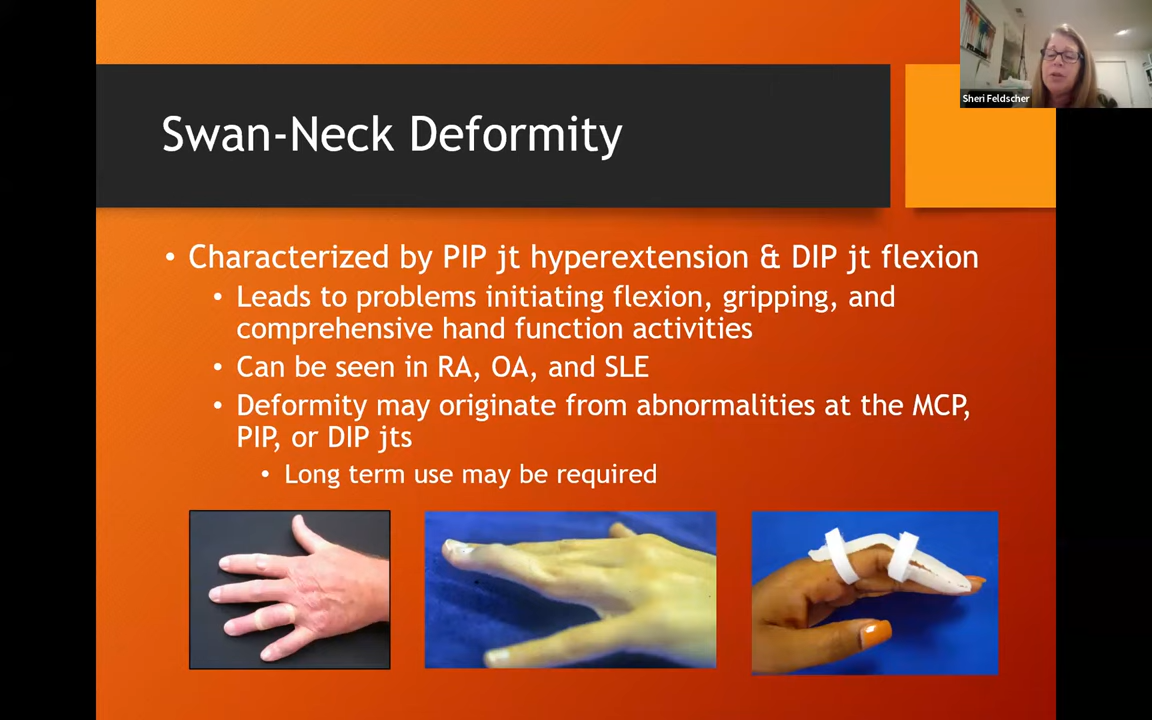 Sheri Feldscher
Swan-Neck Deformity
• Characterized by PIP jt hyperextension & DIP jt flexion
• Leads to problems initiating flexion, gripping, and
comprehensive hand function activities
• Can be seen in RA, OA, and SLE
• Deformity may originate from abnormalities at the MCP,
PIP, or DIP jts
• Long term use may be required